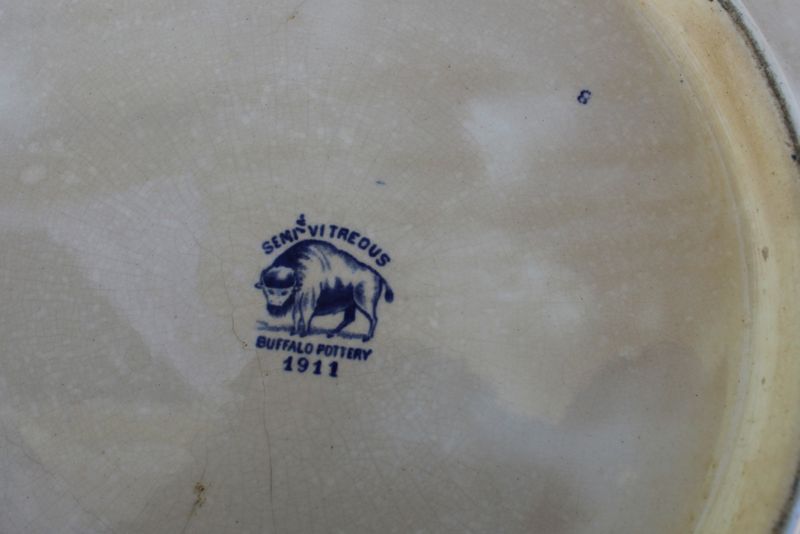 8
SEMI-VITREOUS
BUFFALO POTTERY
1911